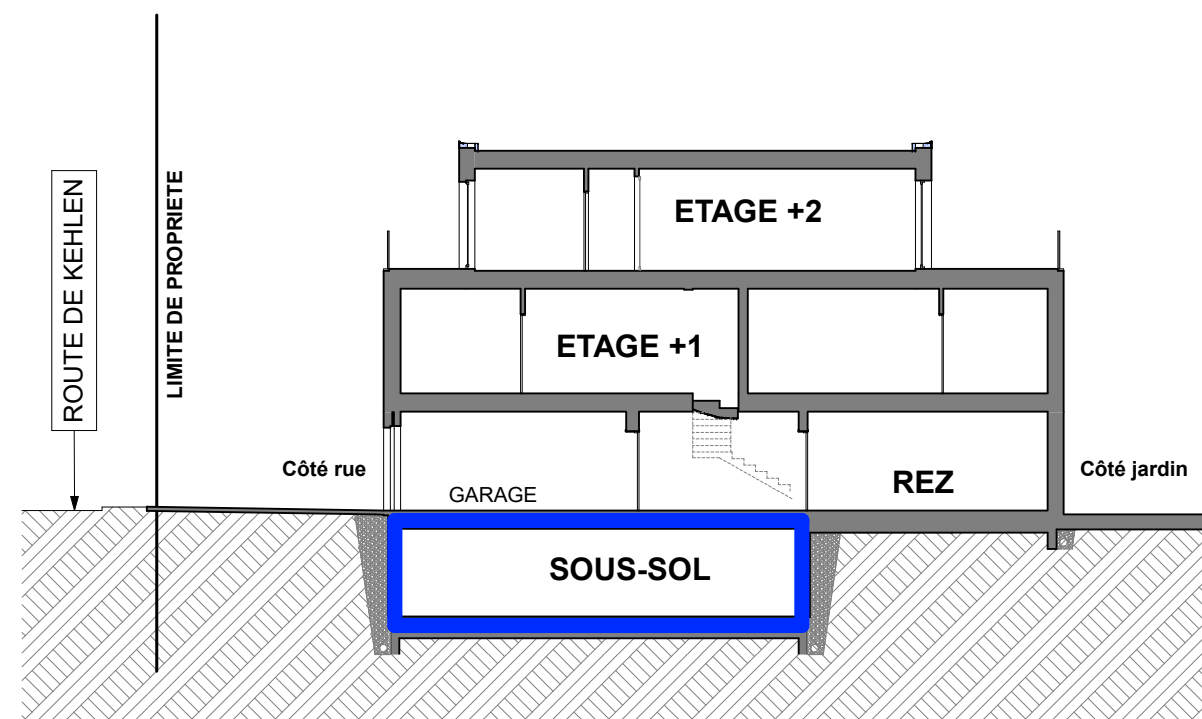 ROUTE DE KEHLEN
LIMITE DE PROPRIETE
ETAGE +2
ETAGE +1
Côté rue
GARAGE
REZ
Côté jardin
SOUS-SOL